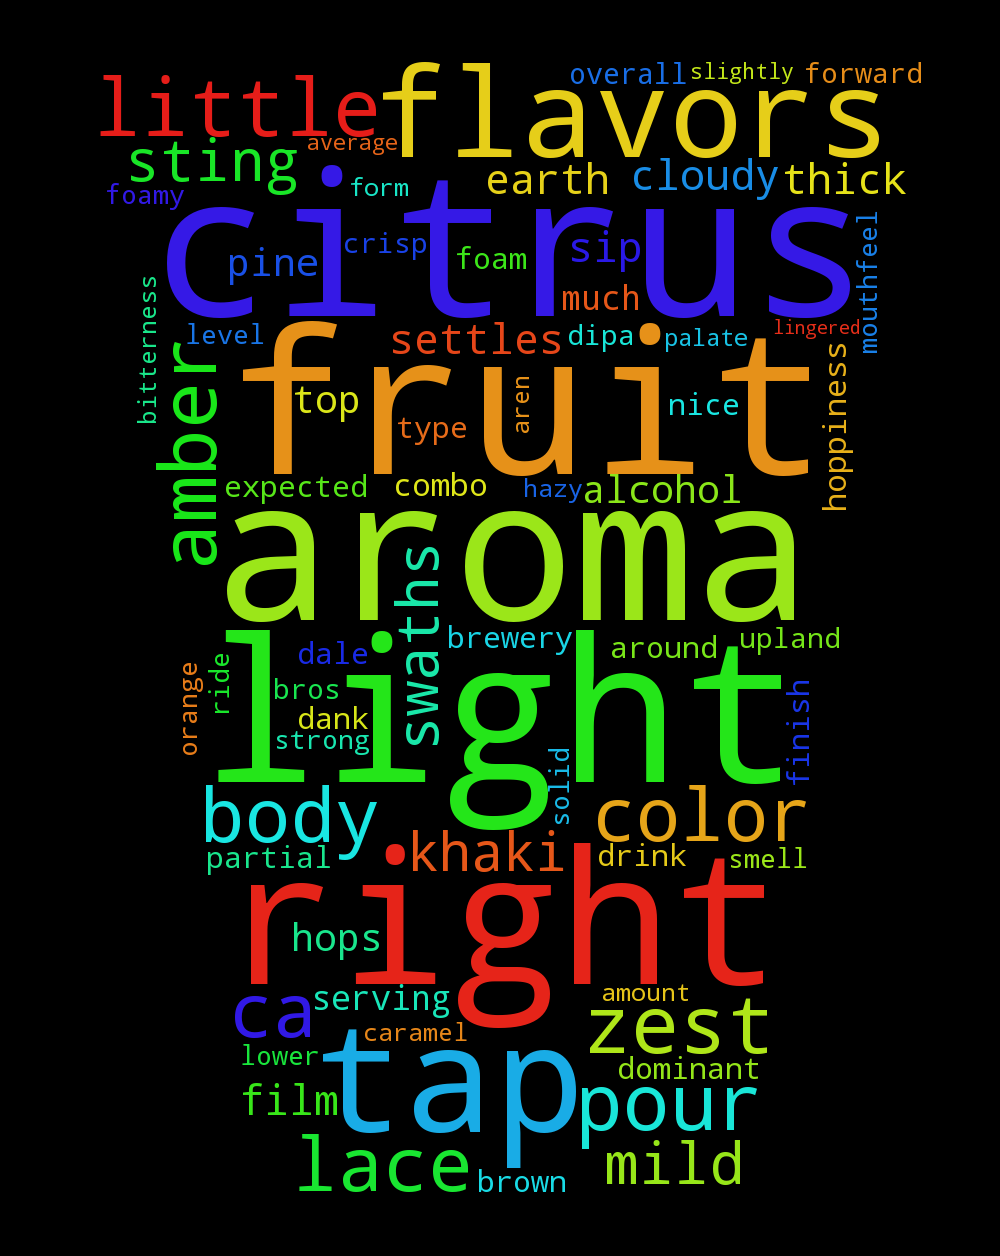 little
flavors
overall
slightly
forward
sting
average
foamy
form
earth
cloudy
thick
citrus
pine
crisp
foam
sip
mouthfeel
much
bitterness
level
settles
dipa
palate
lingered
fruit
amber
top
type
aren
nice
hoppiness
expected
combo
hazy
alcohol
aroma
swaths
brewery
around
upland
dale
orange
ride
bros
dank
strong
light
finish
solid
body
color
partial
khaki
drink
smell
right
hops
ca
serving
amount
zest
caramel
lower
tap
dominant
film
pour
lace
brown
mild